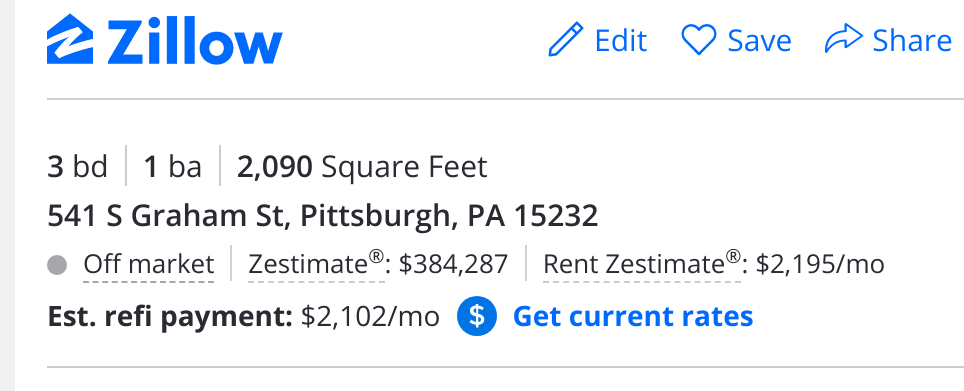 Zillow Edit Save Share
3 bd 1 ba 2,090 Square Feet
541 S Graham St, Pittsburgh, PA 15232
Off market Zestimate®: $384,287 Rent Zestimate®: $2,195/mo
Est. refi payment: $2,102/mo $ Get current rates